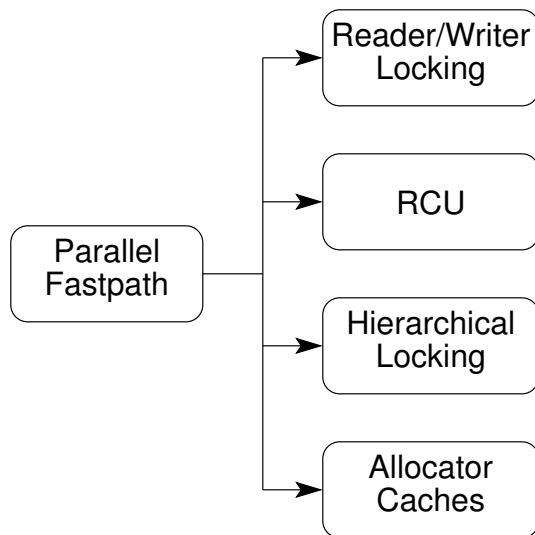 Reader/Writer
Locking
RCU
Parallel
Fastpath
Hierarchical
Locking
Allocator
Caches